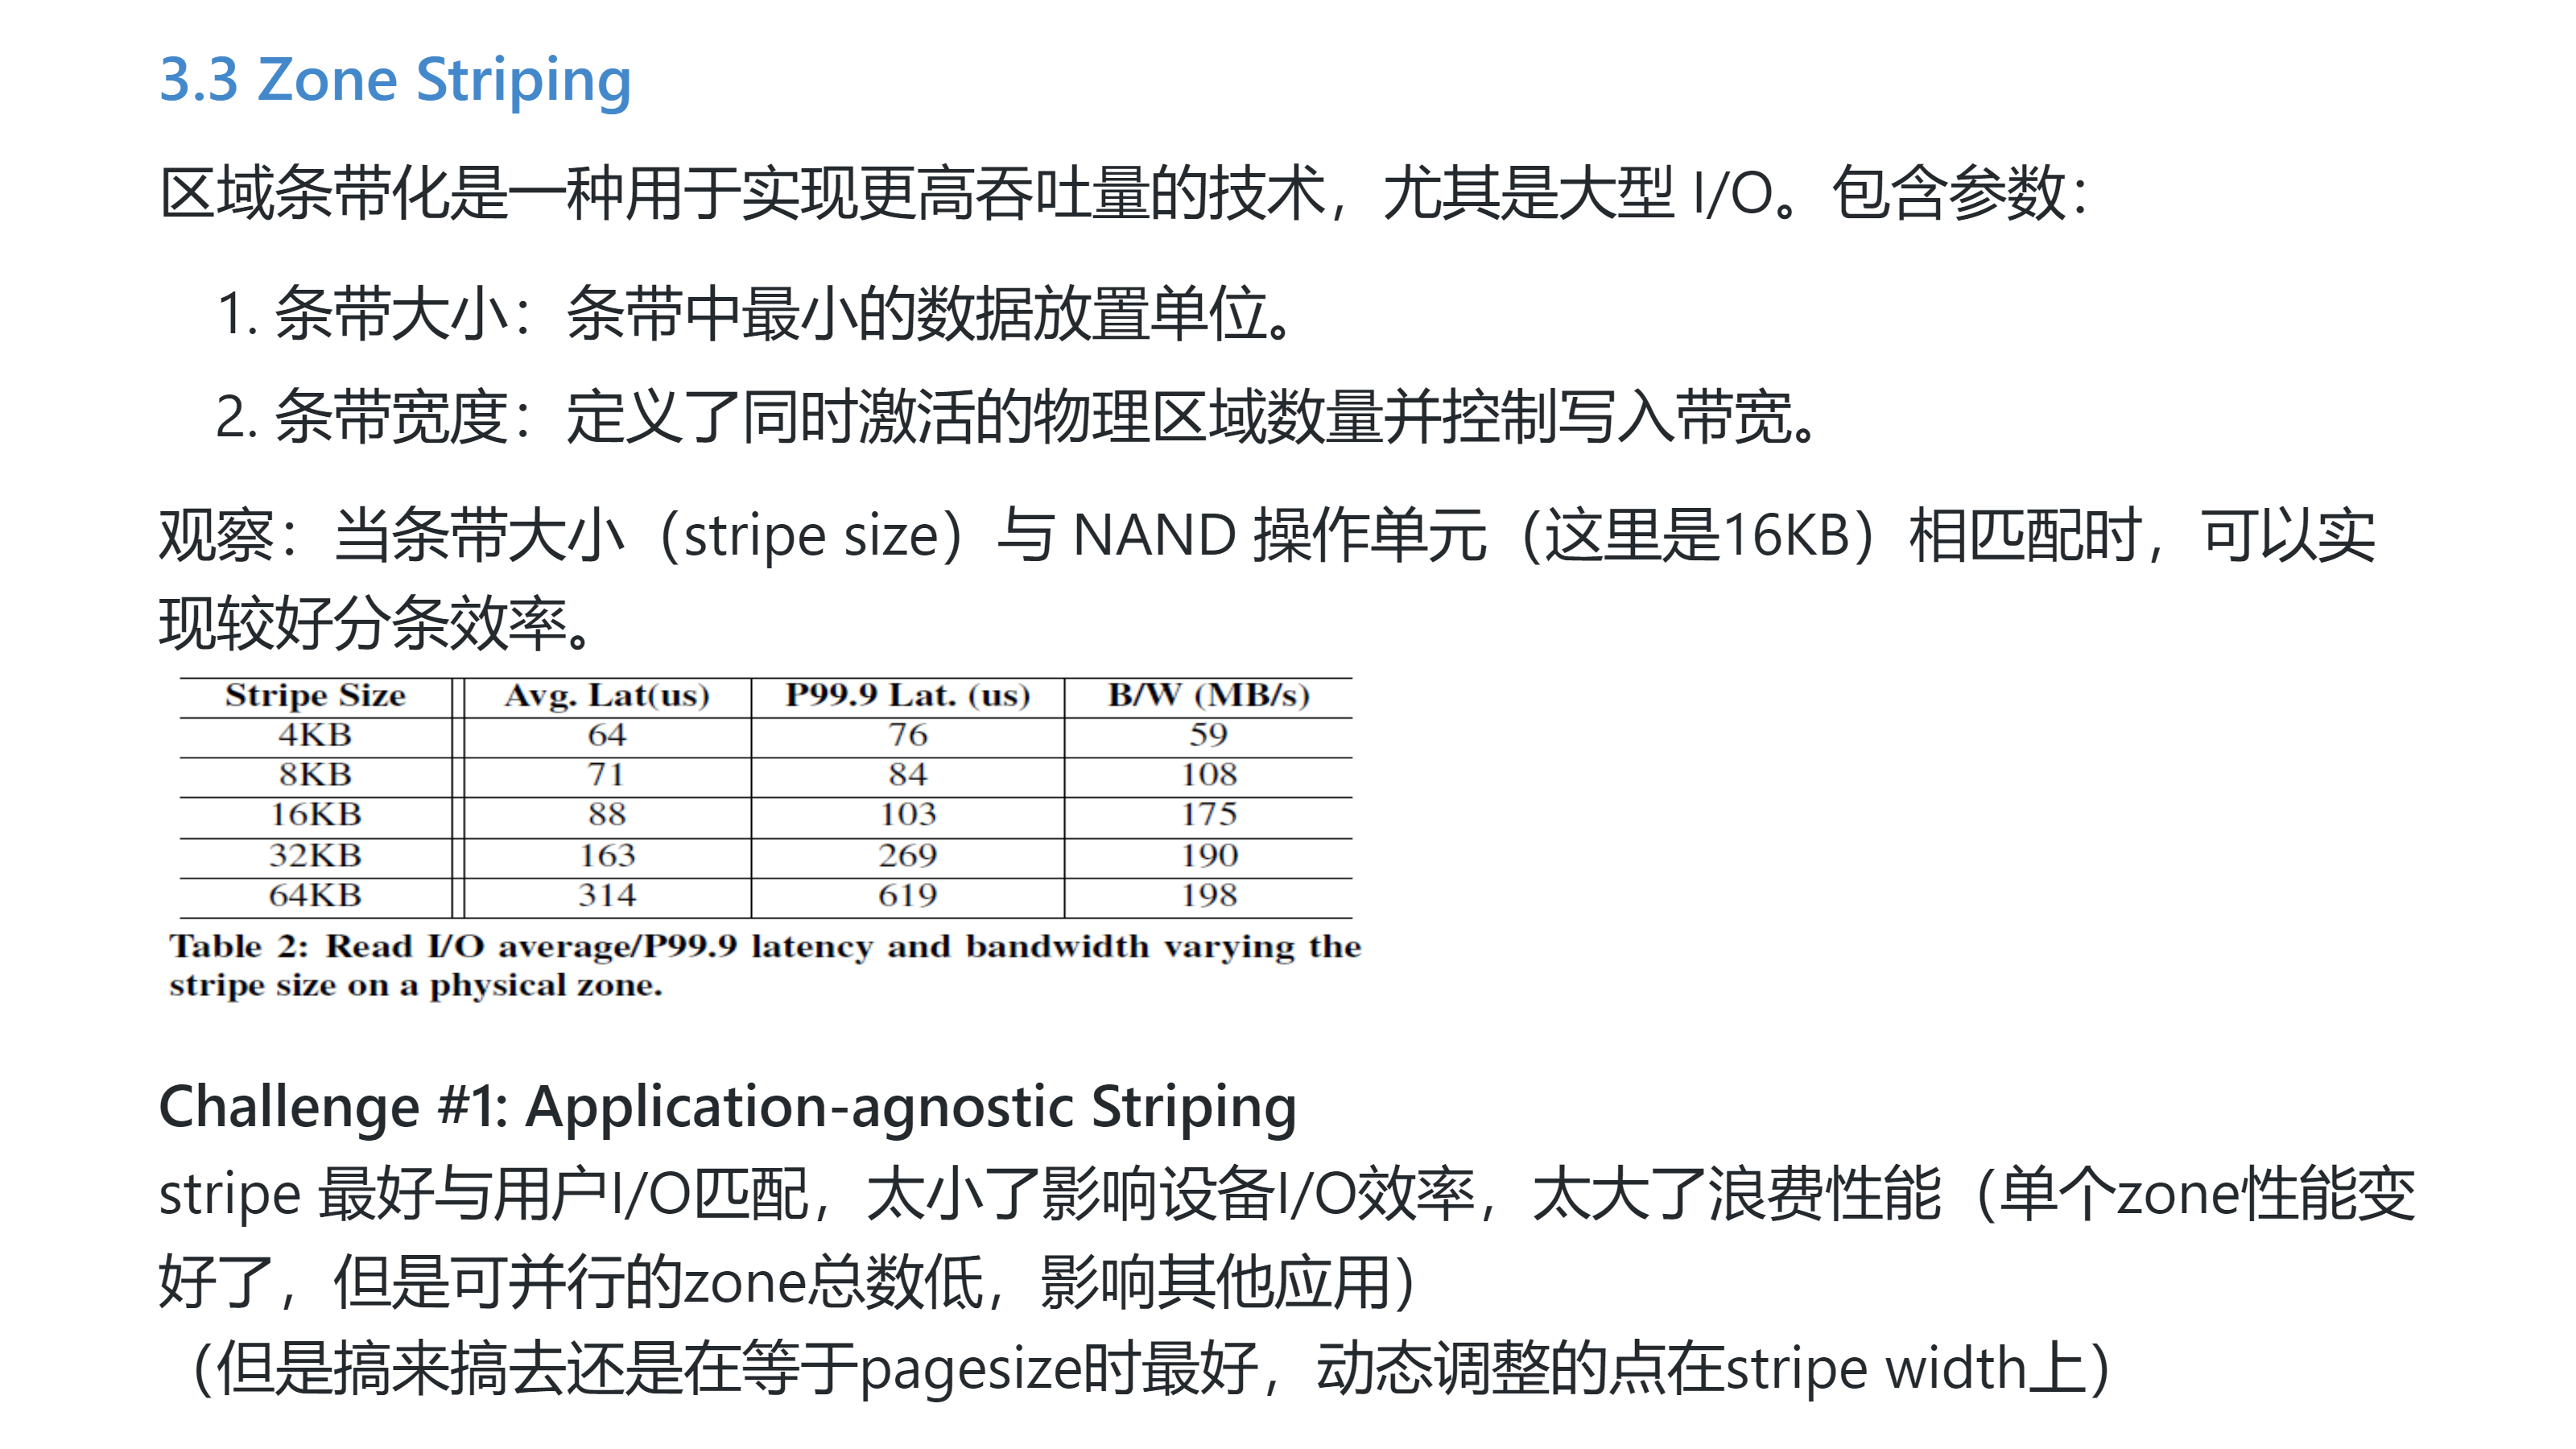 3.3 Zone Striping
区域条带化是一种用于实现更高吞吐量的技术，尤其是大型 I/O。包含参数：
1. 条带大小：条带中最小的数据放置单位。
2. 条带宽度：定义了同时激活的物理区域数量并控制写入带宽。
观察：当条带大小（stripe size）与 NAND 操作单元（这里是16KB）相匹配时，可以实
现较好分条效率。
Stripe Size Avg. Lat(us) P99.9 Lat. (us) B/W (MB/s)
4KB 64 76 59
8KB 71 84 108
16KB 88 103 175
32KB 163 269 190
64KB 314 619 198
Table 2: Read I/O average/P99.9 latency and bandwidth varying the
stripe size on a physical zone.
Challenge #1: Application-agnostic Striping
stripe 最好与用户I/O匹配，太小了影响设备I/O效率，太大了浪费性能（单个zone性能变
好了，但是可并行的zone总数低，影响其他应用）
（但是搞来搞去还是在等于pagesize时最好，动态调整的点在stripe width上）